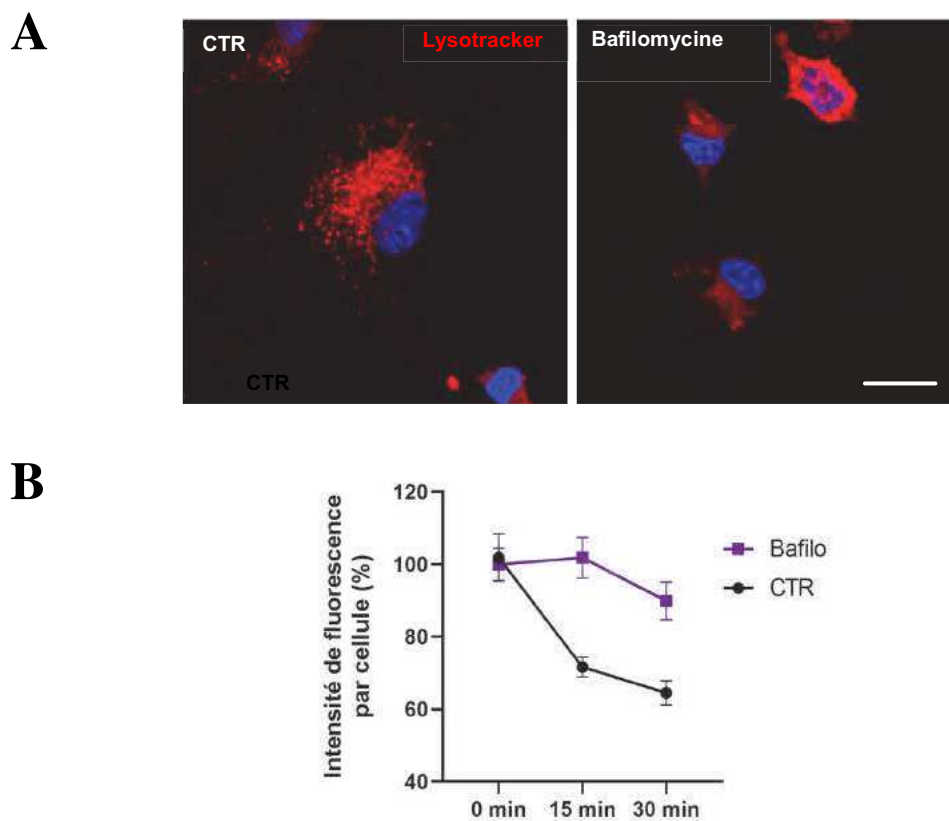 A
CTR
Lysotracker
Bafilomycine
CTR
B
Intensité de fluorescence
par cellule (%)
120
100
80
60
40
0 min
15 min
30 min
Bafilo
CTR